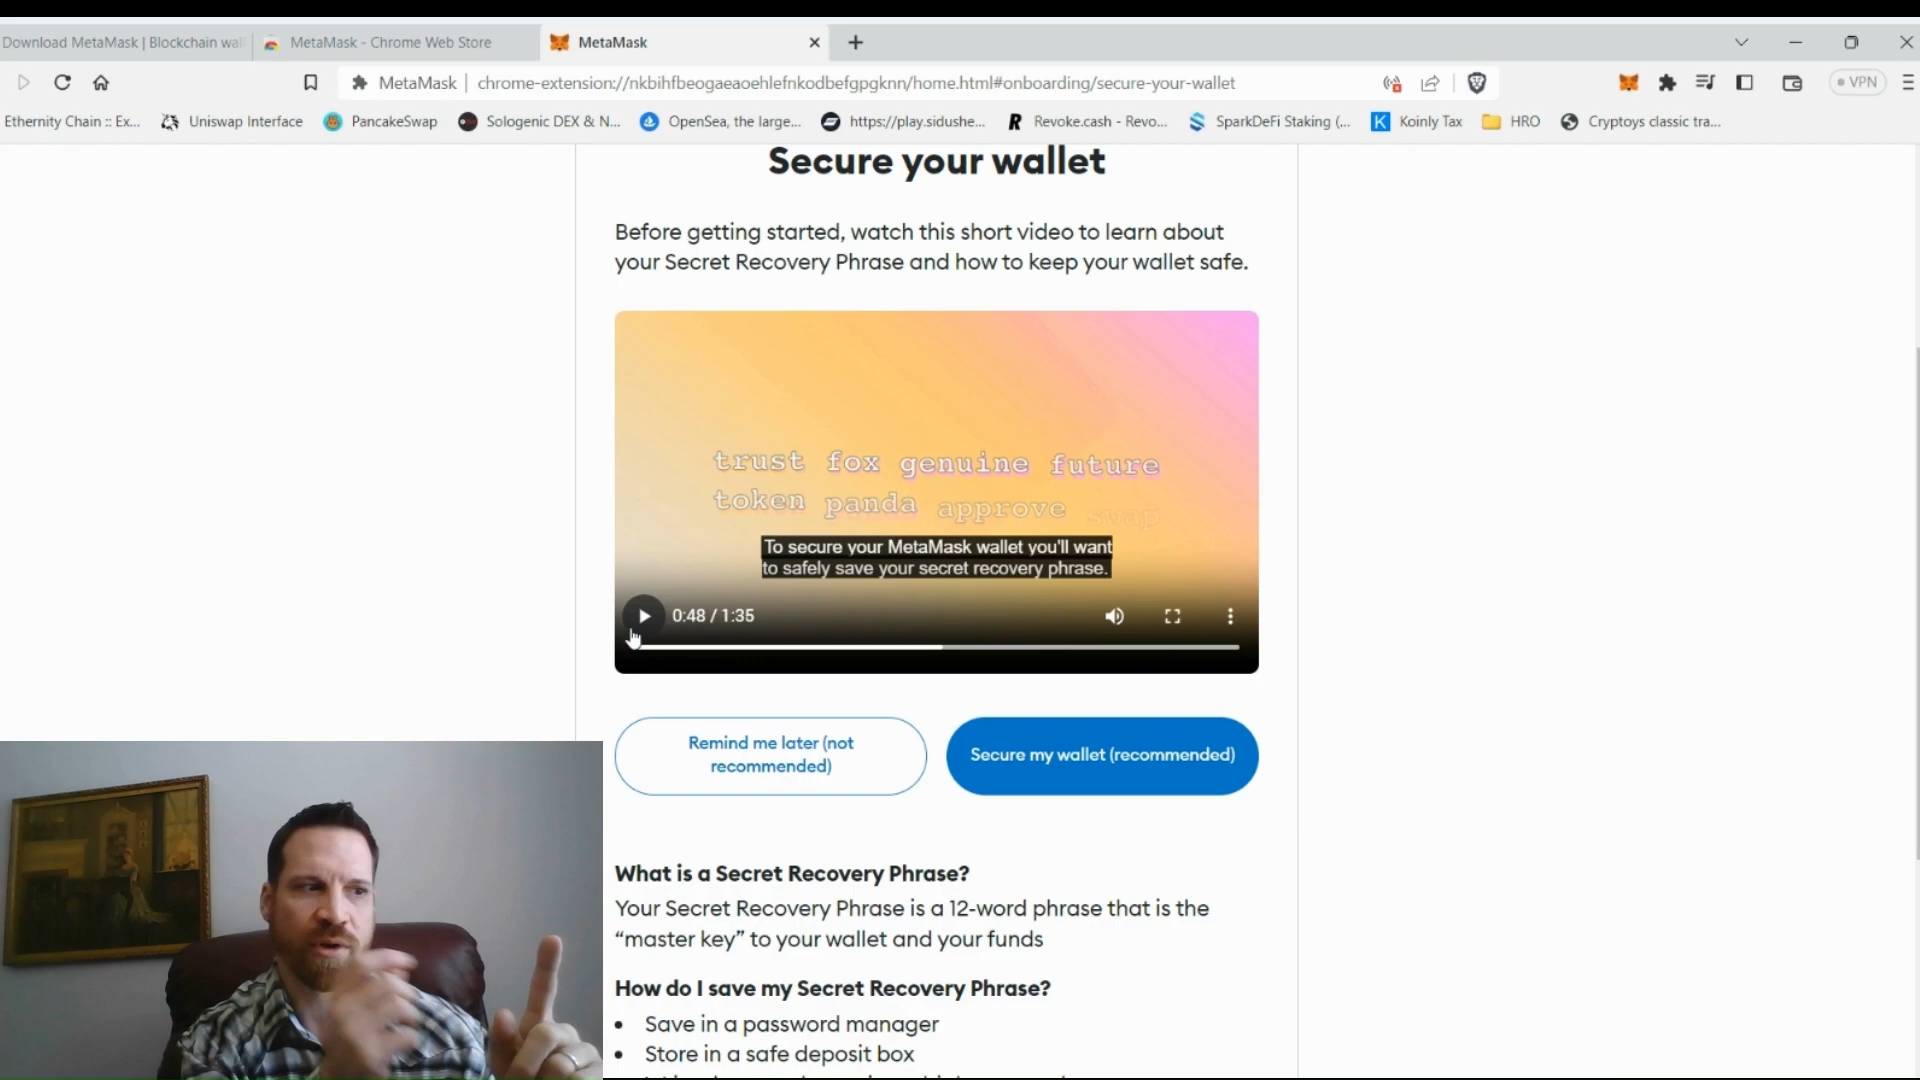 Download MetaMask | Blockchain wal
MetaMask - Chrome Web Store
MetaMask
MetaMask | chrome-extension://nkbihfbeogaeaoehlefnkodbefgpgknn/home.html#onboarding/secure-your-wallet
VPN
Ethernity Chain :: Ex...
Uniswap Interface
PancakeSwap
Sologenic DEX & N...
OpenSea, the large...
https://play.sidushe...
Revoke.cash - Revo...
SparkDeFi Staking (...
Koinly Tax
HRO
Cryptoys classic tra...
Secure your wallet
Before getting started, watch this short video to learn about
your Secret Recovery Phrase and how to keep your wallet safe.
trust fox genuine future
token panda approve swap
To secure your MetaMask wallet you'll want
to safely save your secret recovery phrase.
0:48 / 1:35
Remind me later (not
recommended)
Secure my wallet (recommended)
What is a Secret Recovery Phrase?
Your Secret Recovery Phrase is a 12-word phrase that is the
“master key” to your wallet and your funds
How do I save my Secret Recovery Phrase?
• Save in a password manager
• Store in a safe deposit box